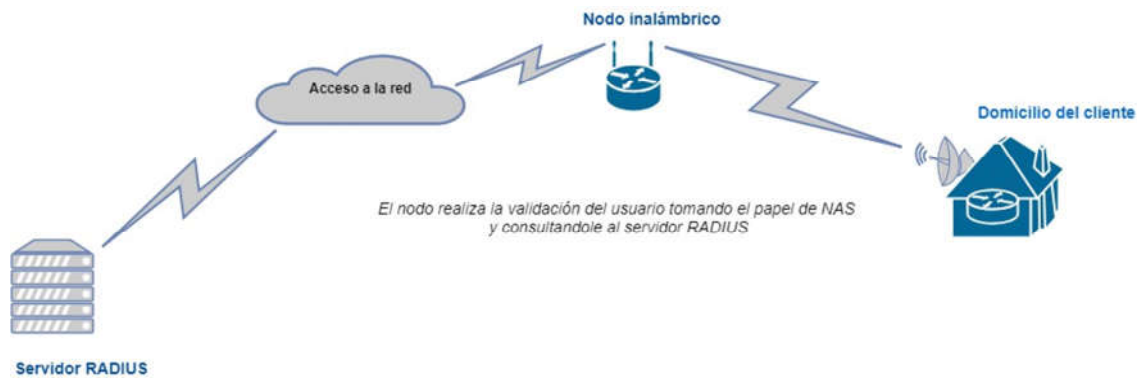 Nodo inalámbrico
Acceso a la red
Domicilio del cliente
El nodo realiza la validación del usuario tomando el papel de NAS
y consultandole al servidor RADIUS
Servidor RADIUS